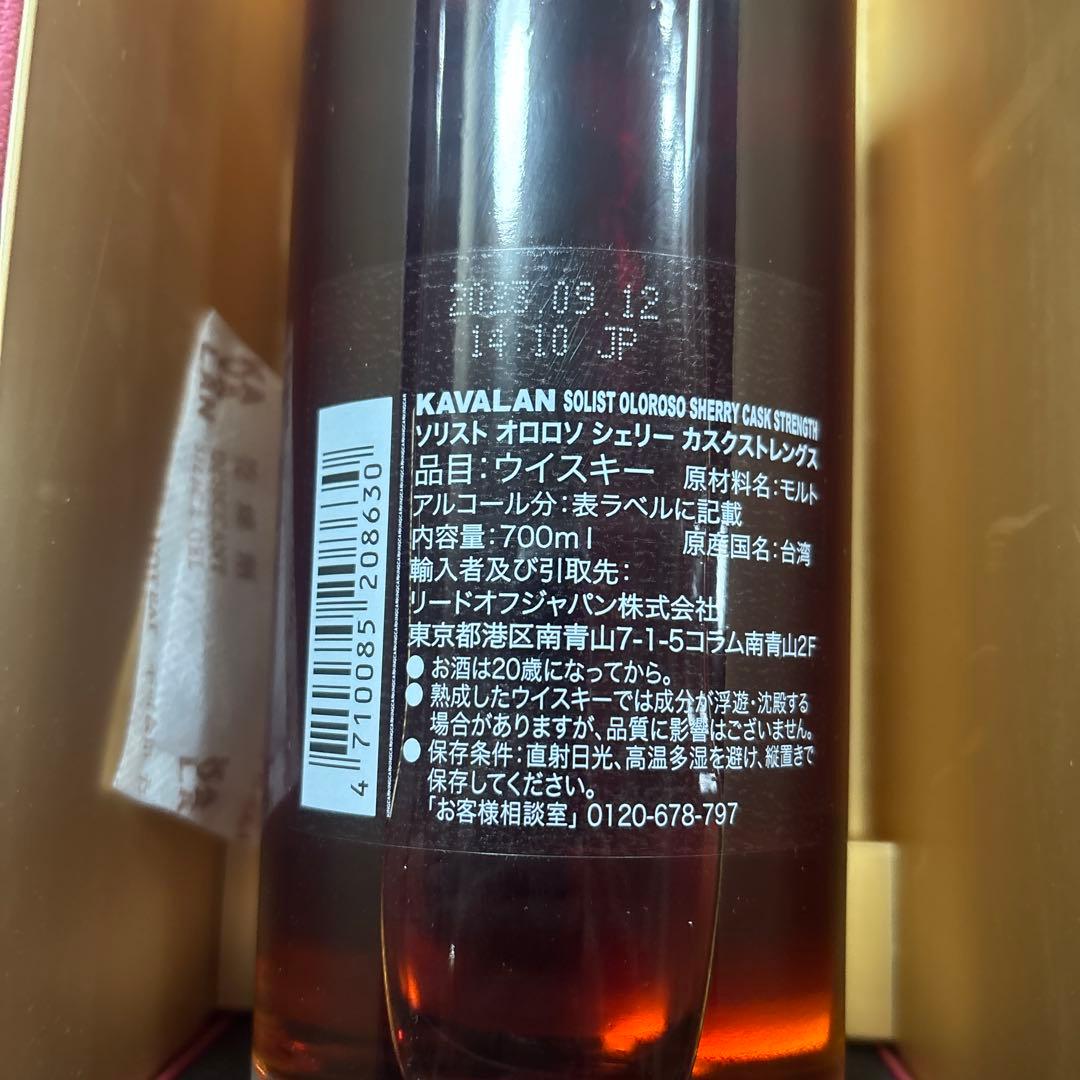 2023.09.12
14:10 JP
KAVALAN SOLIST OLOROSO SHERRY CASK STRENGTH
ソリスト オロロソ シェリー カスクストレングス
品目:ウイスキー 原材料名:モルト
アルコール分:表ラベルに記載
内容量:700ml 原産国名:台湾
輸入者及び引取先:
リードオフジャパン株式会社
東京都港区南青山7-1-5コラム南青山2F
●お酒は20歳になってから。
●熟成したウイスキーでは成分が浮遊・沈殿する
場合がありますが、品質に影響はございません。
●保存条件:直射日光、高温多湿を避け、縦置きで
保存してください。
「お客様相談室」0120-678-797
4 710085 208630